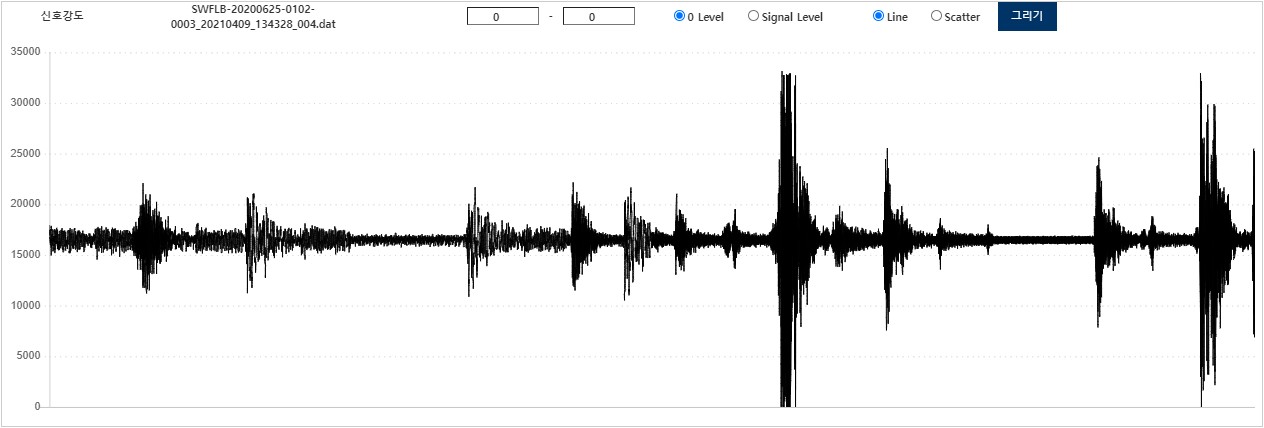 신호강도
SWFLB-20200625-0102-
0003_20210409_134328_004.dat
0 - 0
0 Level Signal Level
Line Scatter
그리기
35000
30000
25000
20000
15000
10000
5000
0